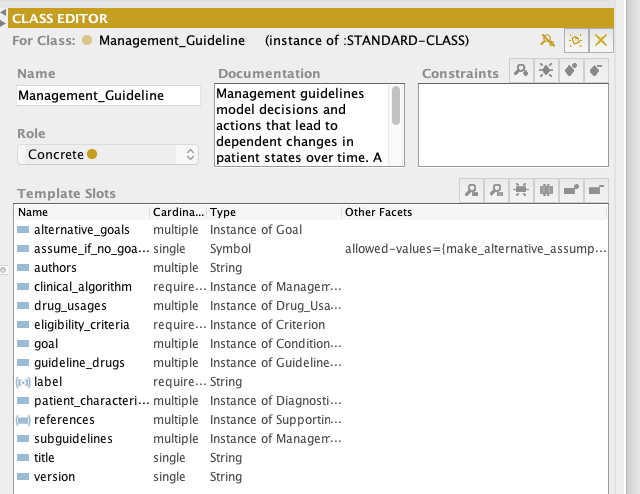 CLASS EDITOR
For Class: Management_Guideline (instance of :STANDARD-CLASS)
Name
Documentation
Constraints
Management_Guideline
Management guidelines
model decisions and
actions that lead to
dependent changes in
patient states over time. A
Role
Concrete
Template Slots
Name Cardina... Type Other Facets
alternative_goals multiple Instance of Goal
assume_if_no_goa... single Symbol allowed-values={make_alternative_assump...
authors multiple String
clinical_algorithm require... Instance of Managem...
drug_usages multiple Instance of Drug_Usa...
eligibility_criteria require... Instance of Criterion
goal multiple Instance of Condition...
guideline_drugs multiple Instance of Guideline...
label require... String
patient_characteri... multiple Instance of Diagnosti...
references multiple Instance of Supportin...
subguidelines multiple Instance of Managem...
title single String
version single String